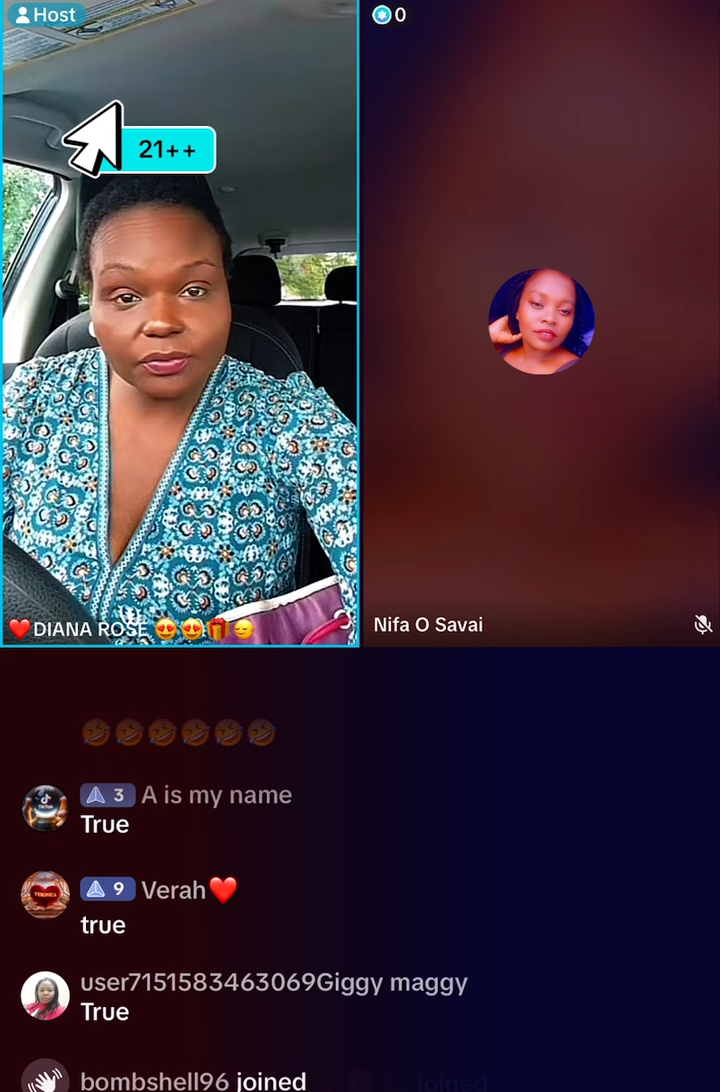 Host
0
21++
❤️DIANA ROSE 😍😍🎁😔
Nifa O Savai
🤣🤣🤣🤣🤣🤣
3 A is my name
True
9 Verah❤️
true
user7151583463069Giggy maggy
True
bombshell96 joined
joined